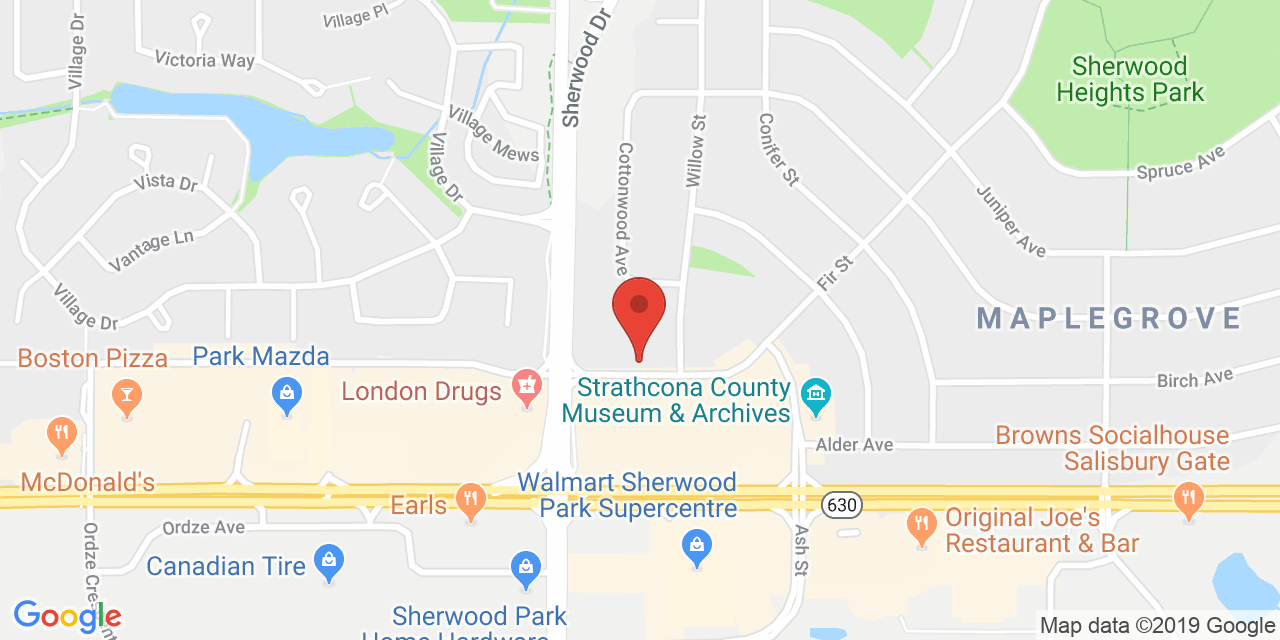 Village Pl
Village Dr
Sherwood Dr
Victoria Way
Sherwood
Heights Park
Village Mews
Willow St
Conifer St
Village Dr
Cottonwood Ave
Spruce Ave
Vista Dr
Juniper Ave
Vantage Ln
Fir St
Village Dr
MAPLEGROVE
Boston Pizza
Park Mazda
London Drugs
Strathcona County
Museum & Archives
Birch Ave
Alder Ave
Browns Socialhouse
Salisbury Gate
McDonald's
Walmart Sherwood
Park Supercentre
Earls
630
Ordze Ave
Original Joe's
Restaurant & Bar
Ash St
Canadian Tire
Sherwood Park
Home Hardware
Google
Map data ©2019 Google